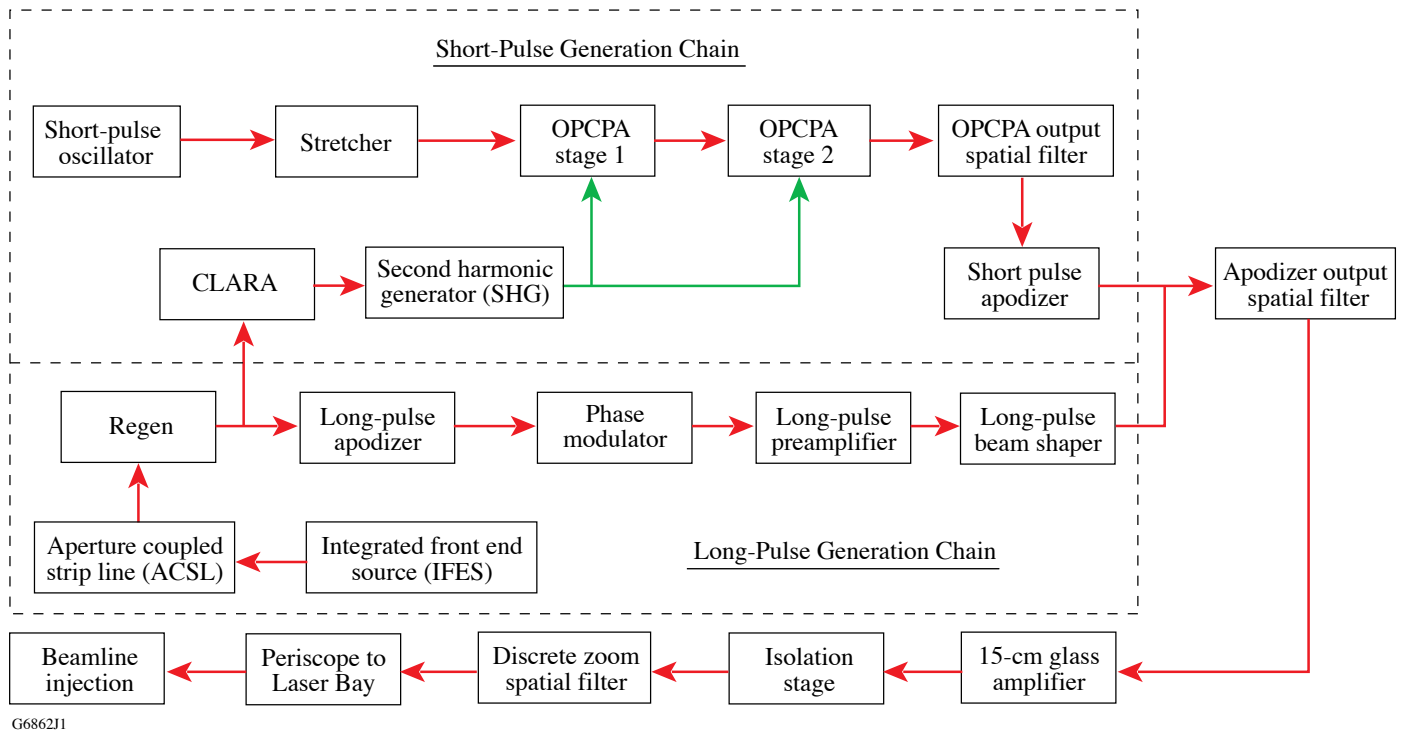 Short-Pulse Generation Chain
Short-pulse
oscillator
Stretcher
OPCPA
stage 1
OPCPA
stage 2
OPCPA output
spatial filter
CLARA
Second harmonic
generator (SHG)
Short pulse
apodizer
Apodizer output
spatial filter
Regen
Long-pulse
apodizer
Phase
modulator
Long-pulse
preamplifier
Long-pulse
beam shaper
Aperture coupled
strip line (ACSL)
Integrated front end
source (IFES)
Long-Pulse Generation Chain
Beamline
injection
Periscope to
Laser Bay
Discrete zoom
spatial filter
Isolation
stage
15-cm glass
amplifier
G6862J1